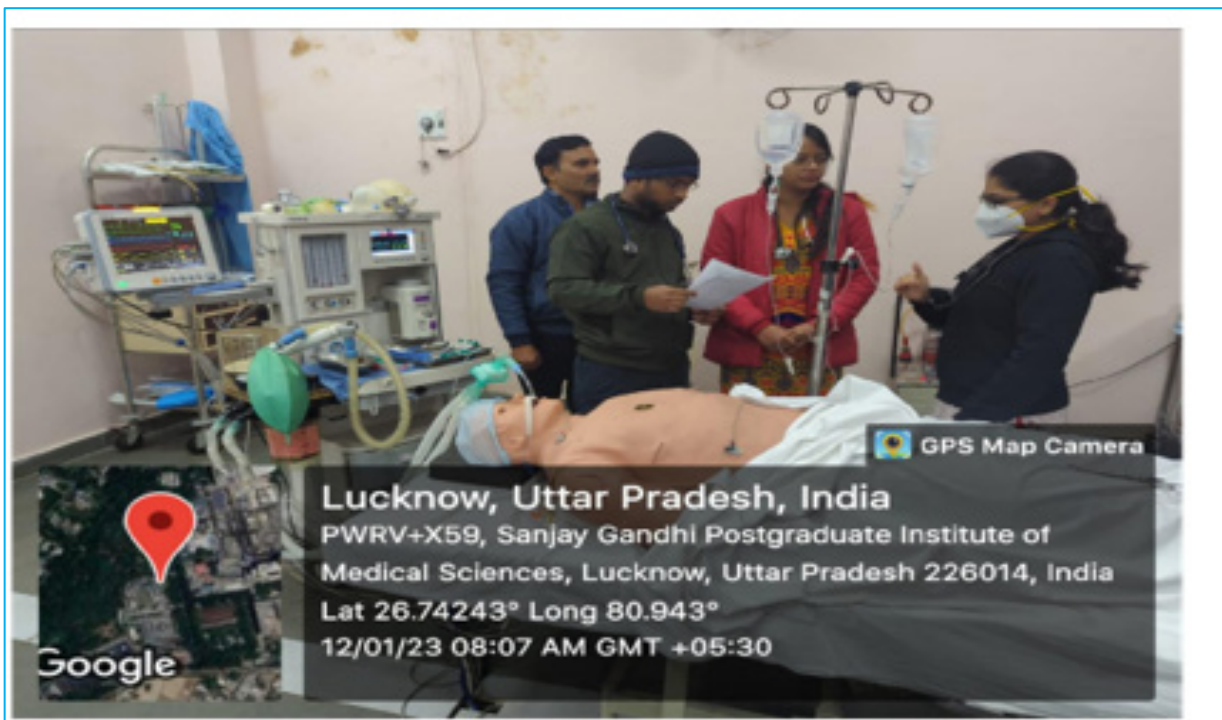 GPS Map Camera
Lucknow, Uttar Pradesh, India
PWRV+X59, Sanjay Gandhi Postgraduate Institute of
Medical Sciences, Lucknow, Uttar Pradesh 226014, India
Lat 26.74243° Long 80.943°
12/01/23 08:07 AM GMT +05:30
Google